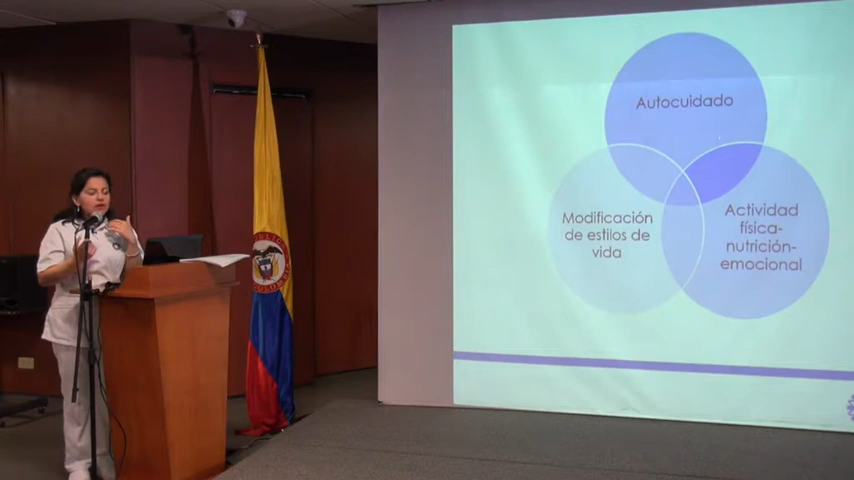 Autocuidado
Modificación
de estilos de
vida
Actividad
física-
nutrición-
emocional